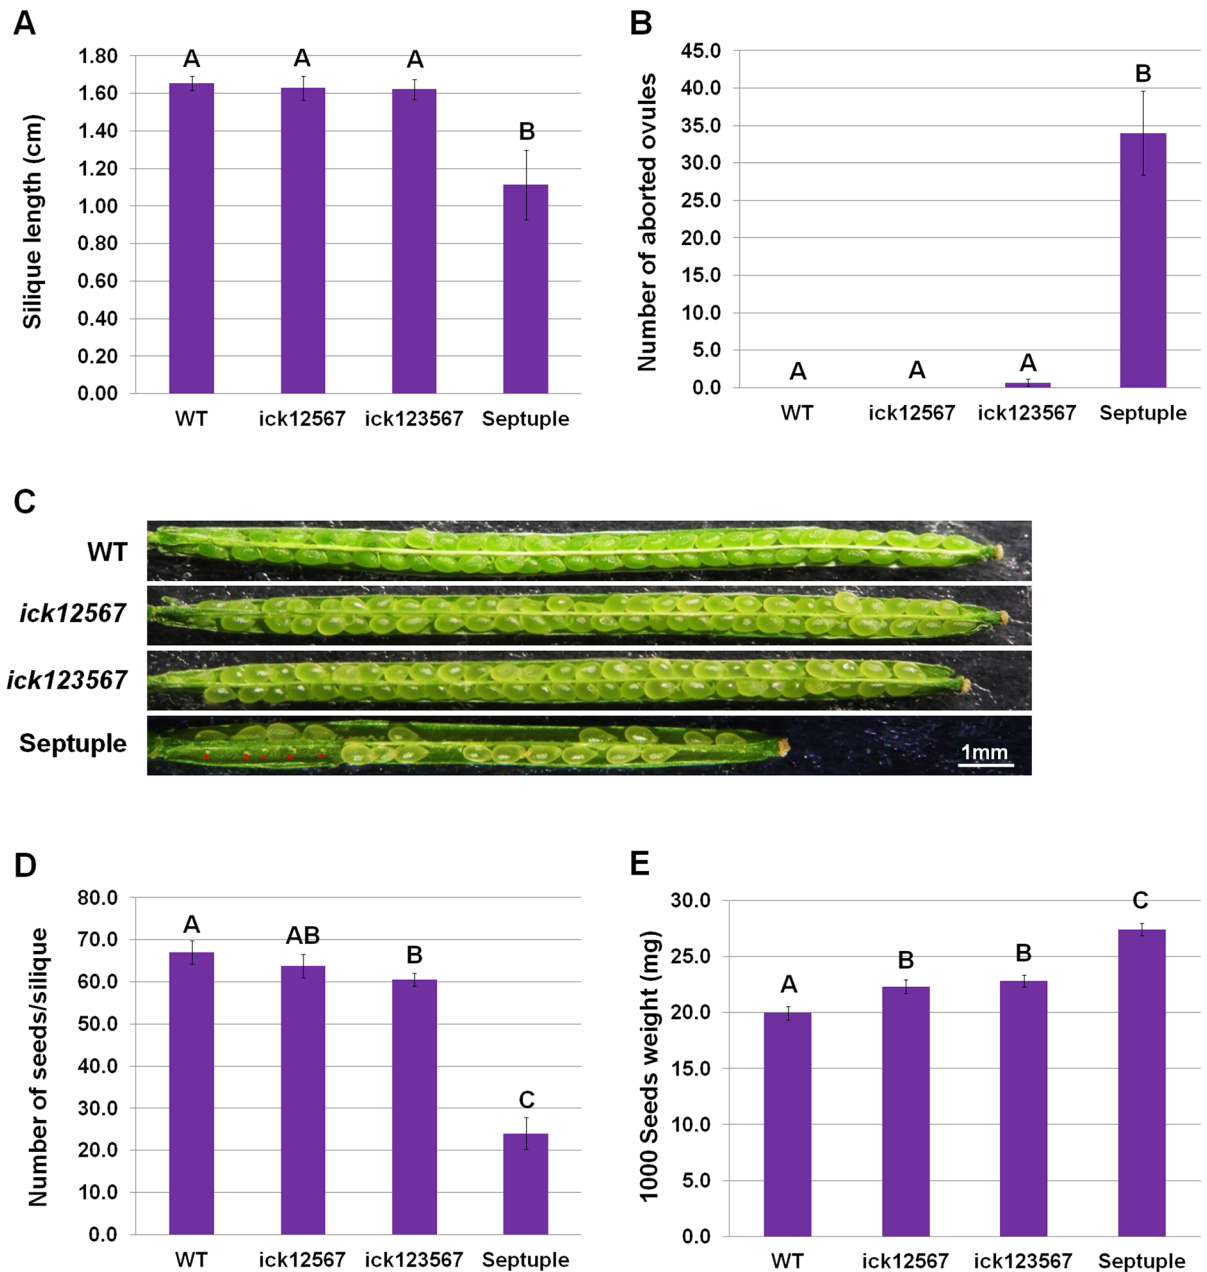 A
Silique length (cm)
1.80
1.60
1.40
1.20
1.00
0.80
0.60
0.40
0.20
0.00
A
A
A
B
WT
ick12567
ick123567
Septuple
B
Number of aborted ovules
45.0
40.0
35.0
30.0
25.0
20.0
15.0
10.0
5.0
0.0
A
A
A
B
WT
ick12567
ick123567
Septuple
C
WT
ick12567
ick123567
Septuple
1mm
D
Number of seeds/silique
80.0
70.0
60.0
50.0
40.0
30.0
20.0
10.0
0.0
A
AB
B
C
WT
ick12567
ick123567
Septuple
E
1000 Seeds weight (mg)
30.0
25.0
20.0
15.0
10.0
5.0
0.0
A
B
B
C
WT
ick12567
ick123567
Septuple